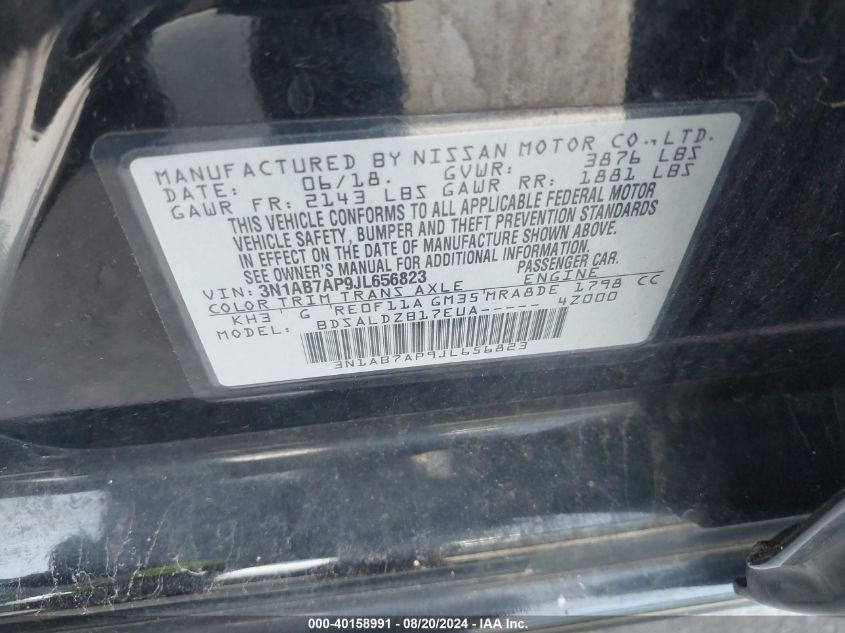 MANUFACTURED BY NISSAN MOTOR CO.,LTD.
DATE: 06/18. GVWR: 3876 LBS
GAWR FR: 2143 LBS GAWR RR: 1881 LBS
THIS VEHICLE CONFORMS TO ALL APPLICABLE FEDERAL MOTOR
VEHICLE SAFETY, BUMPER AND THEFT PREVENTION STANDARDS
IN EFFECT ON THE DATE OF MANUFACTURE SHOWN ABOVE.
SEE OWNERS MANUAL FOR ADDITIONAL INFORMATION.
VIN: 3N1AB7AP9JL656823 PASSENGER CAR.
COLOR TRIM TRANS AXLE ENGINE
KH3 G RE0F11A GM35 MRA8DE 1798 CC
MODEL: BDSALDZB17EUA----- 4Z000
3N1AB7AP9JL656823
000-40158991 - 08/20/2024 - IAA Inc.